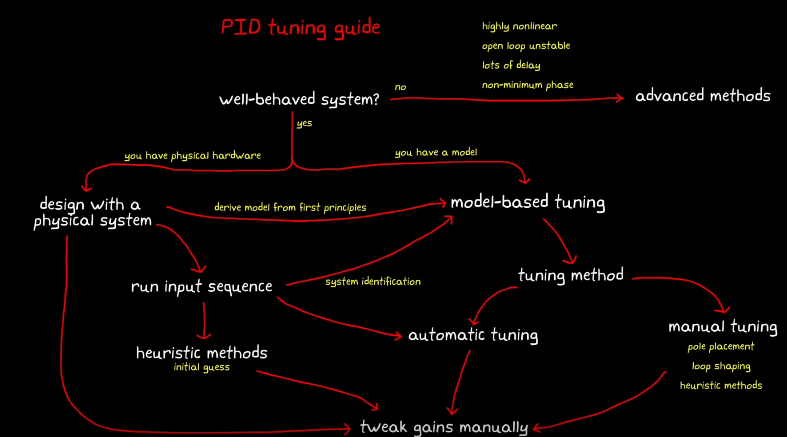 PID tuning guide
highly nonlinear
open loop unstable
lots of delay
non-minimum phase
well-behaved system?
no
advanced methods
yes
you have physical hardware
you have a model
design with a
physical system
derive model from first principles
model-based tuning
run input sequence
system identification
tuning method
heuristic methods
initial guess
automatic tuning
manual tuning
pole placement
loop shaping
heuristic methods
tweak gains manually